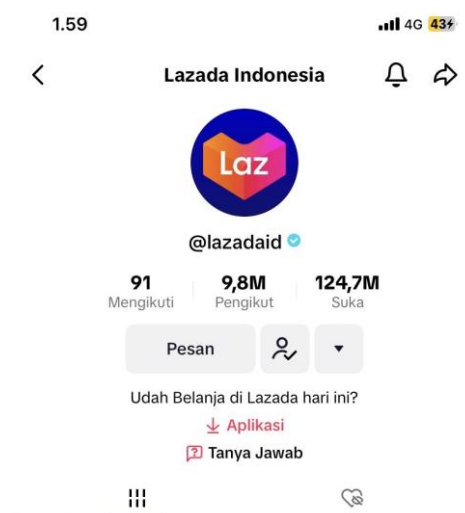 1.59 4G 43
Lazada Indonesia
Laz
@lazadaid
91 9,8M 124,7M
Mengikuti Pengikut Suka
Pesan
Udah Belanja di Lazada hari ini?
Aplikasi
Tanya Jawab